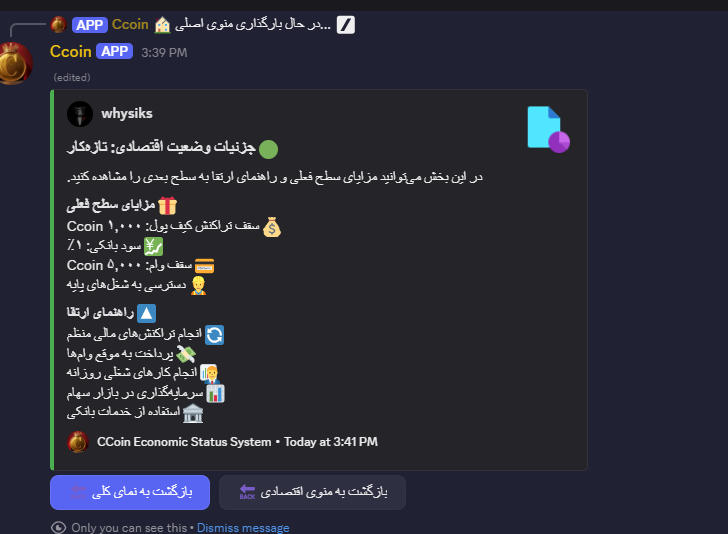 APP Ccoin در حال بارگذاری منوی اصلی...
Ccoin APP 3:39 PM
(edited)
whysiks
جزئیات وضعیت اقتصادی: تازه‌کار
در این بخش می‌توانید مزایای سطح فعلی و راهنمای ارتقا به سطح بعدی را مشاهده کنید.
مزایای سطح فعلی
سقف تراکنش کیف پول: ۱,۰۰۰ Ccoin
سود بانکی: ۱٪
سقف وام: ۵,۰۰۰ Ccoin
دسترسی به شغل‌های پایه
راهنمای ارتقا
انجام تراکنش‌های مالی منظم
پرداخت به موقع وام‌ها
انجام کارهای شغلی روزانه
سرمایه‌گذاری در بازار سهام
استفاده از خدمات بانکی
CCoin Economic Status System • Today at 3:41 PM
بازگشت به نمای کلی
BACK بازگشت به منوی اقتصادی
Only you can see this • Dismiss message